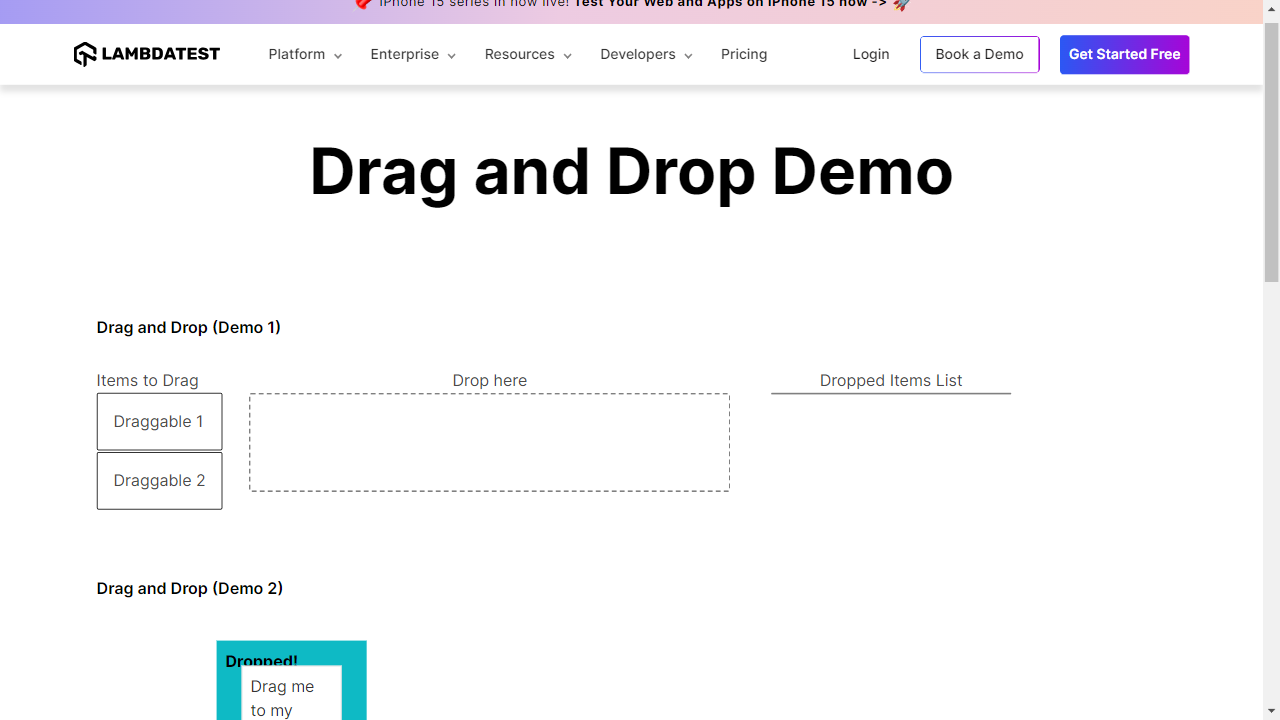 iPhone 15 series in now live! Test Your Web and Apps on iPhone 15 now ->
LAMBDATEST
Platform
Enterprise
Resources
Developers
Pricing
Login
Book a Demo
Get Started Free
Drag and Drop Demo
Drag and Drop (Demo 1)
Items to Drag
Drop here
Dropped Items List
Draggable 1
Draggable 2
Drag and Drop (Demo 2)
Dropped!
Drag me
to my